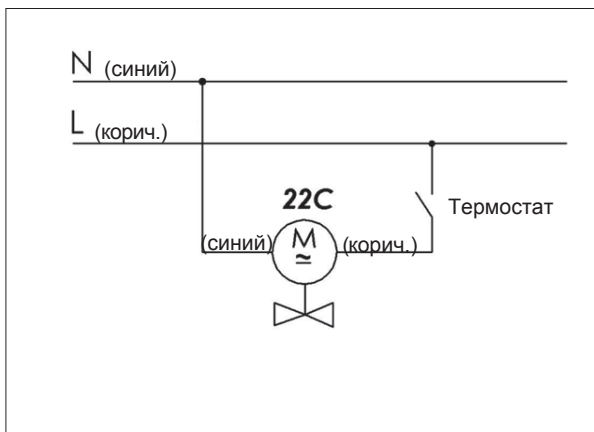 N (синий)
L (корич.)
22C
Термостат
(синий) M (корич.)
≃